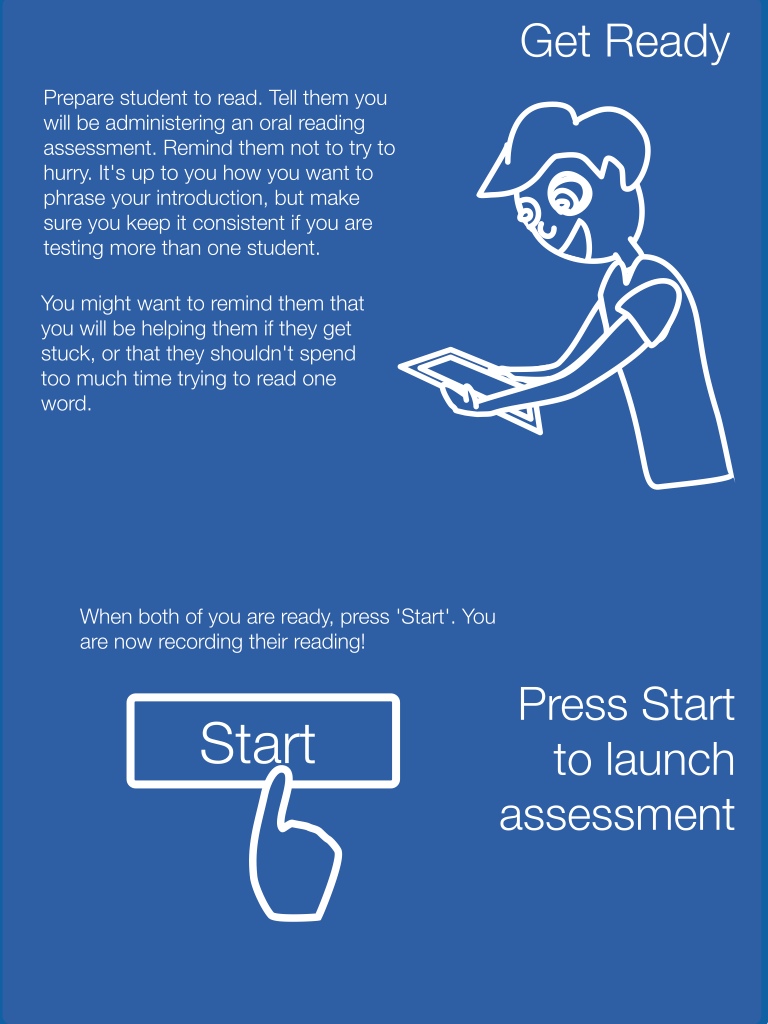 Get Ready
Prepare student to read. Tell them you
will be administering an oral reading
assessment. Remind them not to try to
hurry. It's up to you how you want to
phrase your introduction, but make
sure you keep it consistent if you are
testing more than one student.
You might want to remind them that
you will be helping them if they get
stuck, or that they shouldn't spend
too much time trying to read one
word.
When both of you are ready, press 'Start'. You
are now recording their reading!
Start
Press Start
to launch
assessment